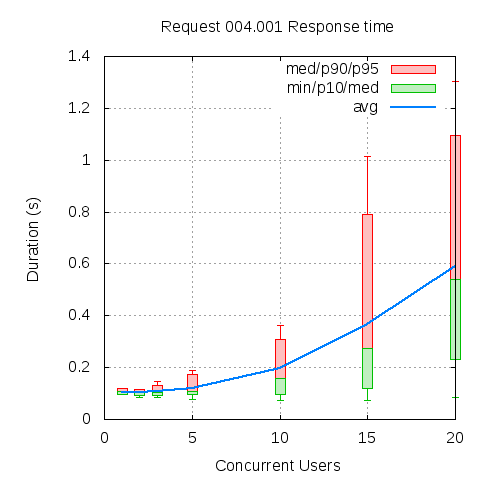 Request 004.001 Response time
med/p90/p95
min/p10/med
avg
Duration (s)
1.4
1.2
1
0.8
0.6
0.4
0.2
0
0 5 10 15 20
Concurrent Users